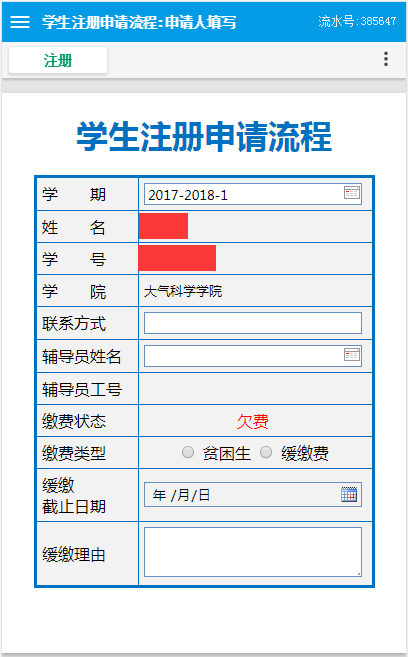 学生注册申请流程:申请人填写 流水号:385647
注册
学生注册申请流程
学 期 2017-2018-1
姓 名
学 号
学 院 大气科学学院
联系方式
辅导员姓名
辅导员工号
缴费状态 欠费
缴费类型 贫困生 缓缴费
缓缴
截止日期 年 /月/日
缓缴理由